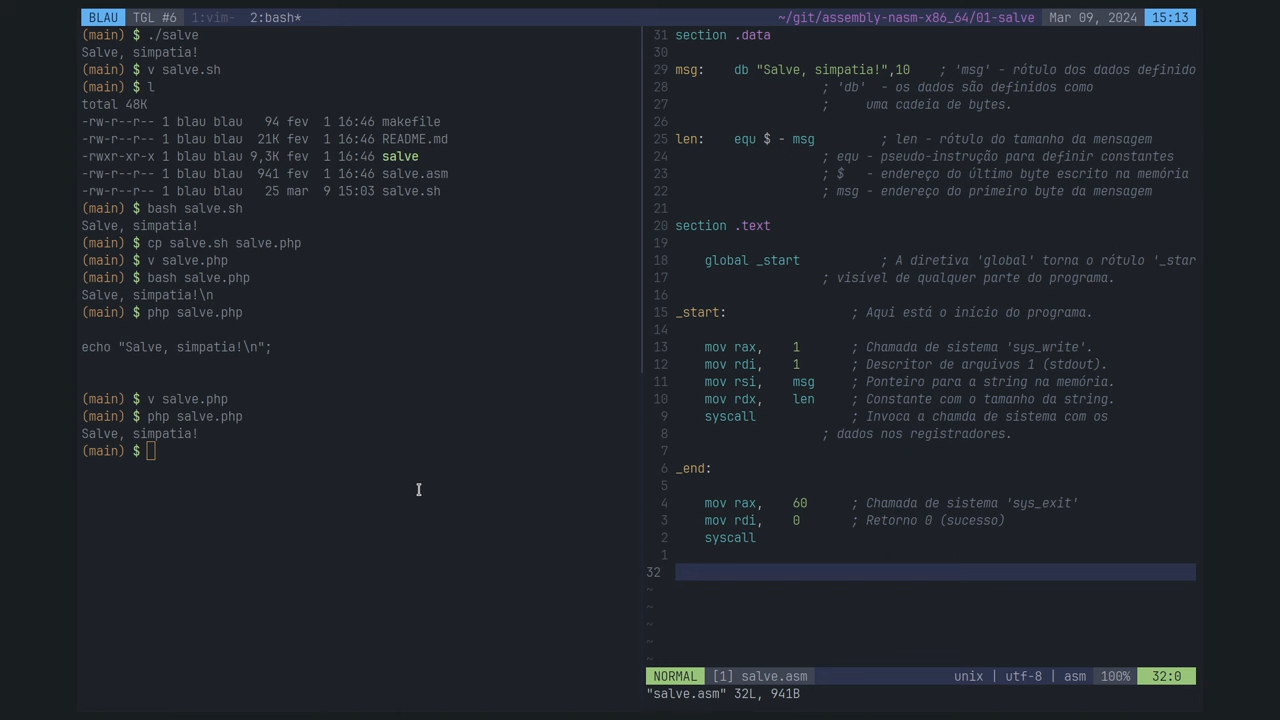 BLAU TGL #6 1:vim- 2:bash* ~/git/assembly-nasm-x86_64/01-salve Mar 09, 2024 15:13
(main) $ ./salve
Salve, simpatia!
(main) $ v salve.sh
(main) $ l
total 48K
-rw-r--r-- 1 blau blau   94 fev  1 16:46 makefile
-rw-r--r-- 1 blau blau  21K fev  1 16:46 README.md
-rwxr-xr-x 1 blau blau 9,3K fev  1 16:46 salve
-rw-r--r-- 1 blau blau  941 fev  1 16:46 salve.asm
-rw-r--r-- 1 blau blau   25 mar  9 15:03 salve.sh
(main) $ bash salve.sh
Salve, simpatia!
(main) $ cp salve.sh salve.php
(main) $ v salve.php
(main) $ bash salve.php
Salve, simpatia!\n
(main) $ php salve.php
echo "Salve, simpatia!\n";
(main) $ v salve.php
(main) $ php salve.php
Salve, simpatia!
(main) $
31 section .data
30
29 msg:    db "Salve, simpatia!",10    ; 'msg' - rótulo dos dados definido
28                     ; 'db'  - os dados são definidos como
27                     ;     uma cadeia de bytes.
26
25 len:    equ $ - msg         ; len - rótulo do tamanho da mensagem
24                     ; equ - pseudo-instrução para definir constantes
23                     ; $   - endereço do último byte escrito na memória
22                     ; msg - endereço do primeiro byte da mensagem
21
20 section .text
19
18     global _start           ; A diretiva 'global' torna o rótulo '_star
17                     ; visível de qualquer parte do programa.
16
15 _start:                 ; Aqui está o início do programa.
14
13     mov rax,    1       ; Chamada de sistema 'sys_write'.
12     mov rdi,    1       ; Descritor de arquivos 1 (stdout).
11     mov rsi,    msg     ; Ponteiro para a string na memória.
10     mov rdx,    len     ; Constante com o tamanho da string.
9     syscall             ; Invoca a chamda de sistema com os
8                     ; dados nos registradores.
7
6 _end:
5
4     mov rax,    60      ; Chamada de sistema 'sys_exit'
3     mov rdi,    0       ; Retorno 0 (sucesso)
2     syscall
1
32
~
~
~
~
~
NORMAL [1] salve.asm unix | utf-8 | asm 100% 32:0
"salve.asm" 32L, 941B